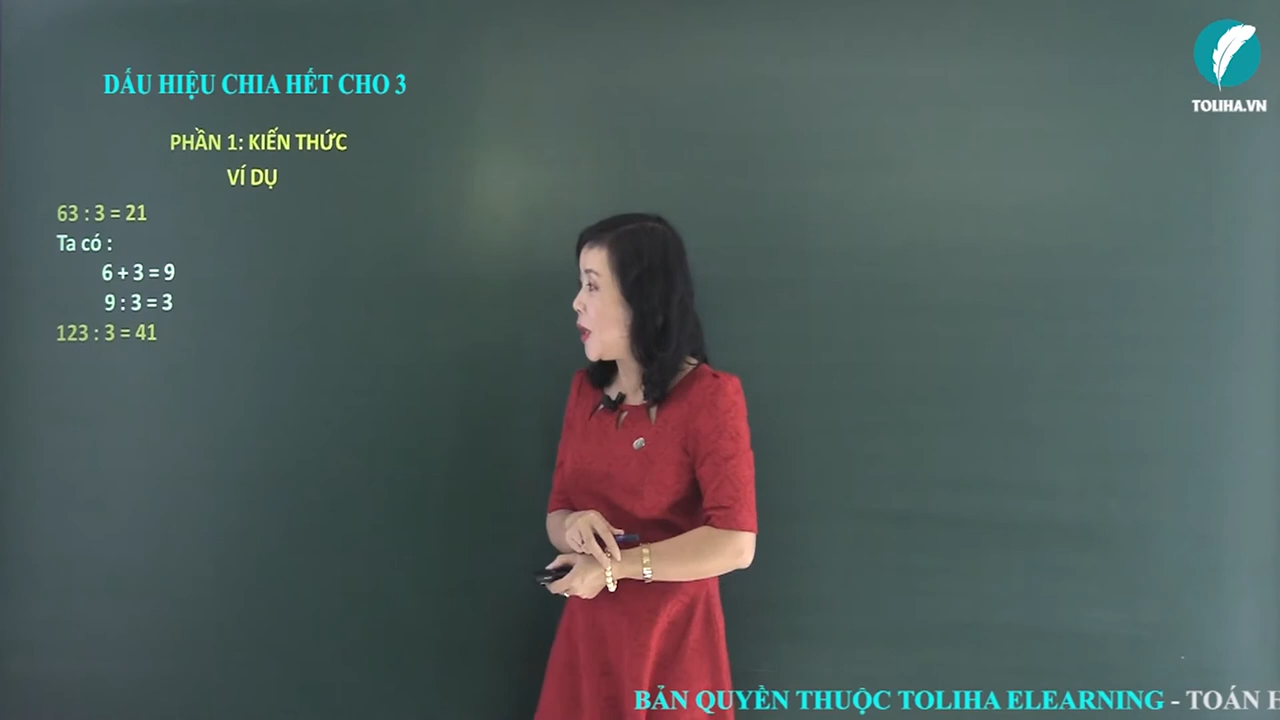 DẤU HIỆU CHIA HẾT CHO 3
TOLIHA.VN
PHẦN 1: KIẾN THỨC
VÍ DỤ
63 : 3 = 21
Ta có :
6 + 3 = 9
9 : 3 = 3
123 : 3 = 41
BẢN QUYỀN THUỘC TOLIHA ELEARNING - TOÁN